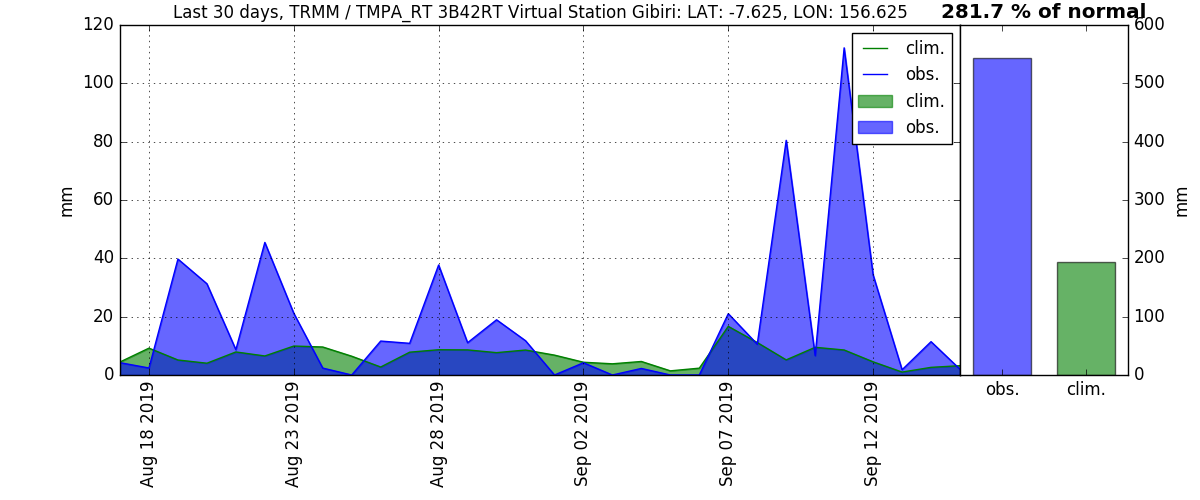 Last 30 days, TRMM / TMPA_RT 3B42RT Virtual Station Gibiri: LAT: -7.625, LON: 156.625
281.7 % of normal
120
100
80
60
40
20
0
mm
clim.
obs.
clim.
obs.
600
500
400
300
200
100
0
mm
obs.
clim.
Aug 18 2019
Aug 23 2019
Aug 28 2019
Sep 02 2019
Sep 07 2019
Sep 12 2019